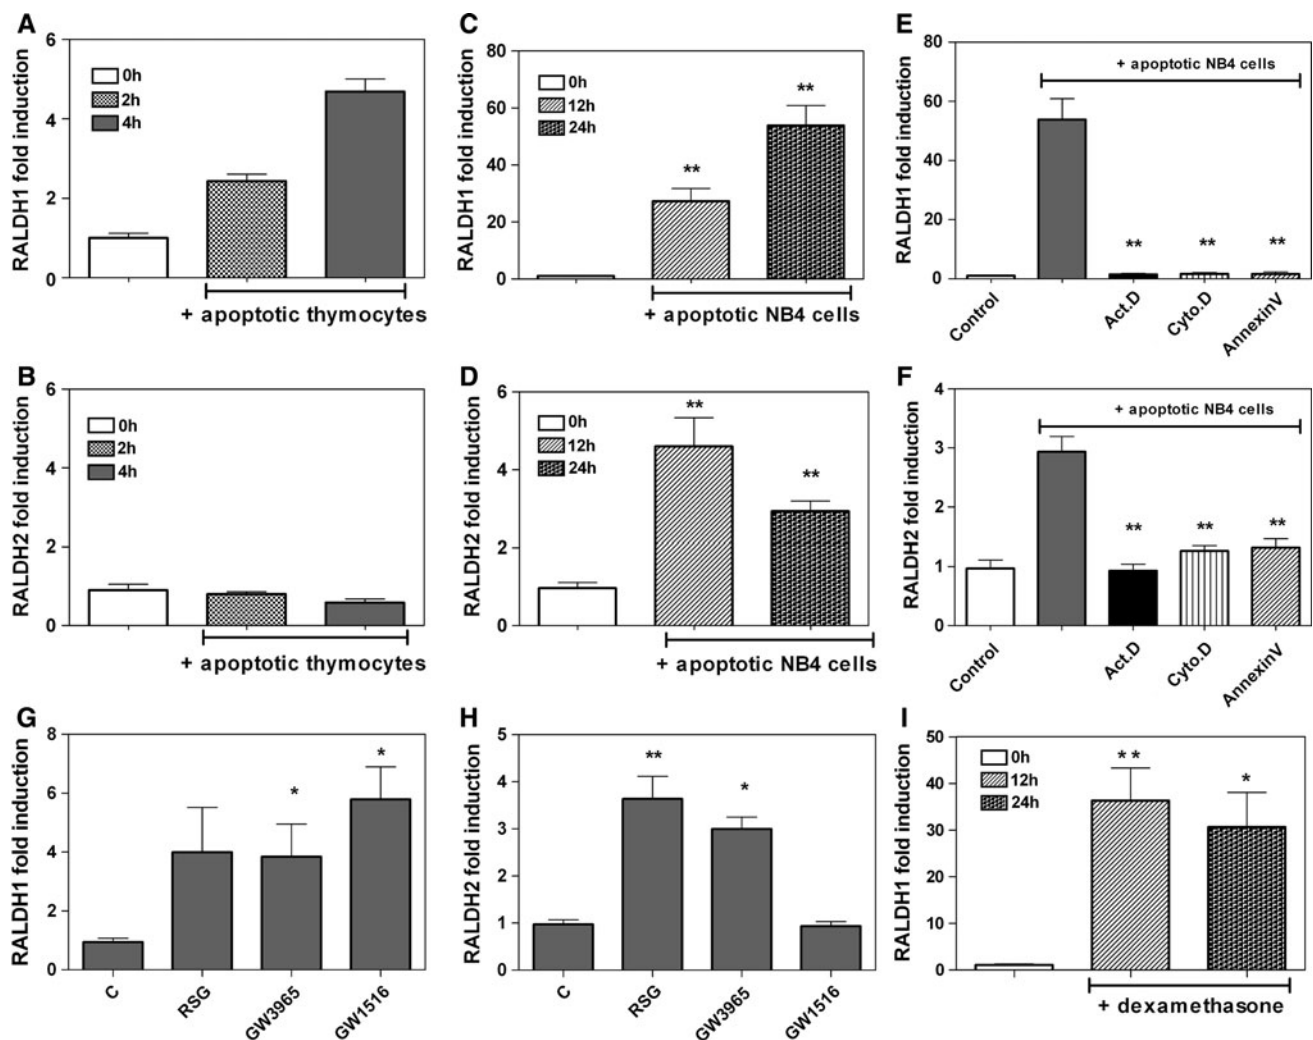 A
RALDH1 fold induction
6
4
2
0
0h
2h
4h
+ apoptotic thymocytes
C
RALDH1 fold induction
80
60
40
20
0
0h
12h
24h
**
**
+ apoptotic NB4 cells
E
RALDH1 fold induction
80
60
40
20
0
+ apoptotic NB4 cells
**
**
**
Control
Act.D
Cyto.D
AnnexinV
B
RALDH2 fold induction
6
4
2
0
0h
2h
4h
+ apoptotic thymocytes
D
RALDH2 fold induction
6
4
2
0
0h
12h
24h
**
**
+ apoptotic NB4 cells
F
RALDH2 fold induction
4
3
2
1
0
+ apoptotic NB4 cells
**
**
**
Control
Act.D
Cyto.D
AnnexinV
G
RALDH1 fold induction
8
6
4
2
0
*
*
C
RSG
GW3965
GW1516
H
RALDH2 fold induction
5
4
3
2
1
0
**
*
C
RSG
GW3965
GW1516
I
RALDH1 fold induction
50
40
30
20
10
0
0h
12h
24h
**
*
+ dexamethasone